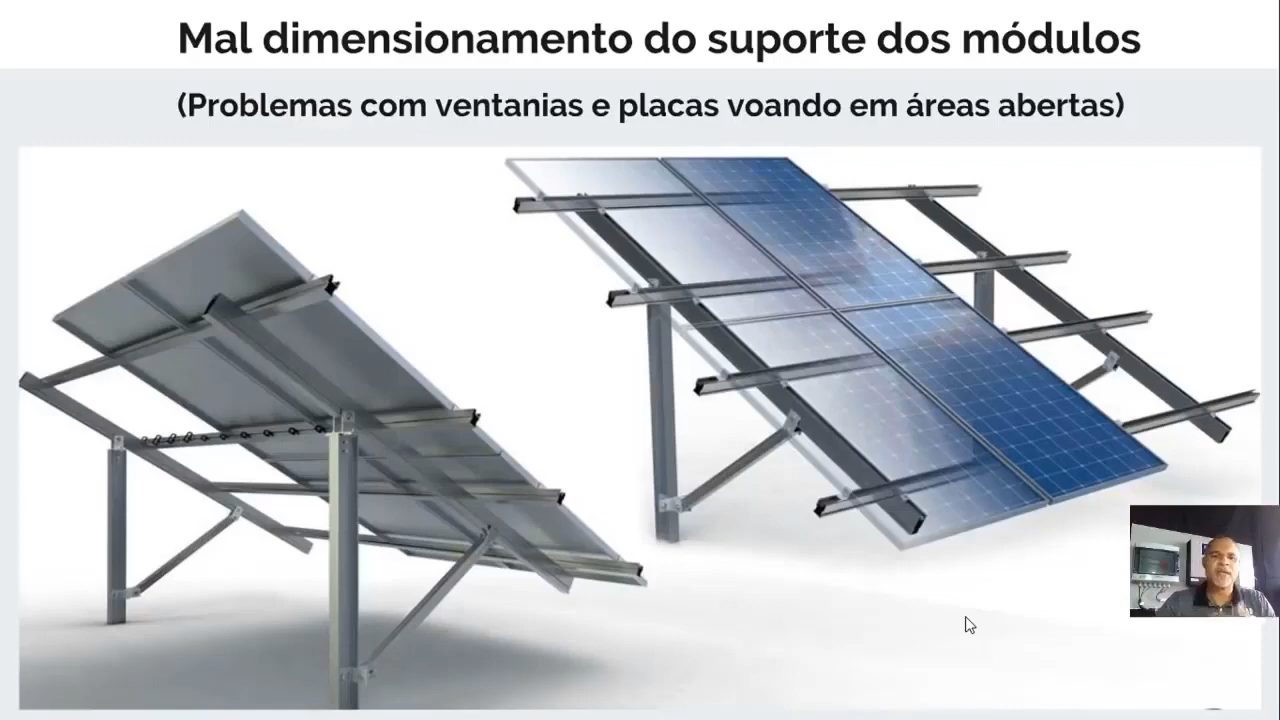 Mal dimensionamento do suporte dos módulos
(Problemas com ventanias e placas voando em áreas abertas)